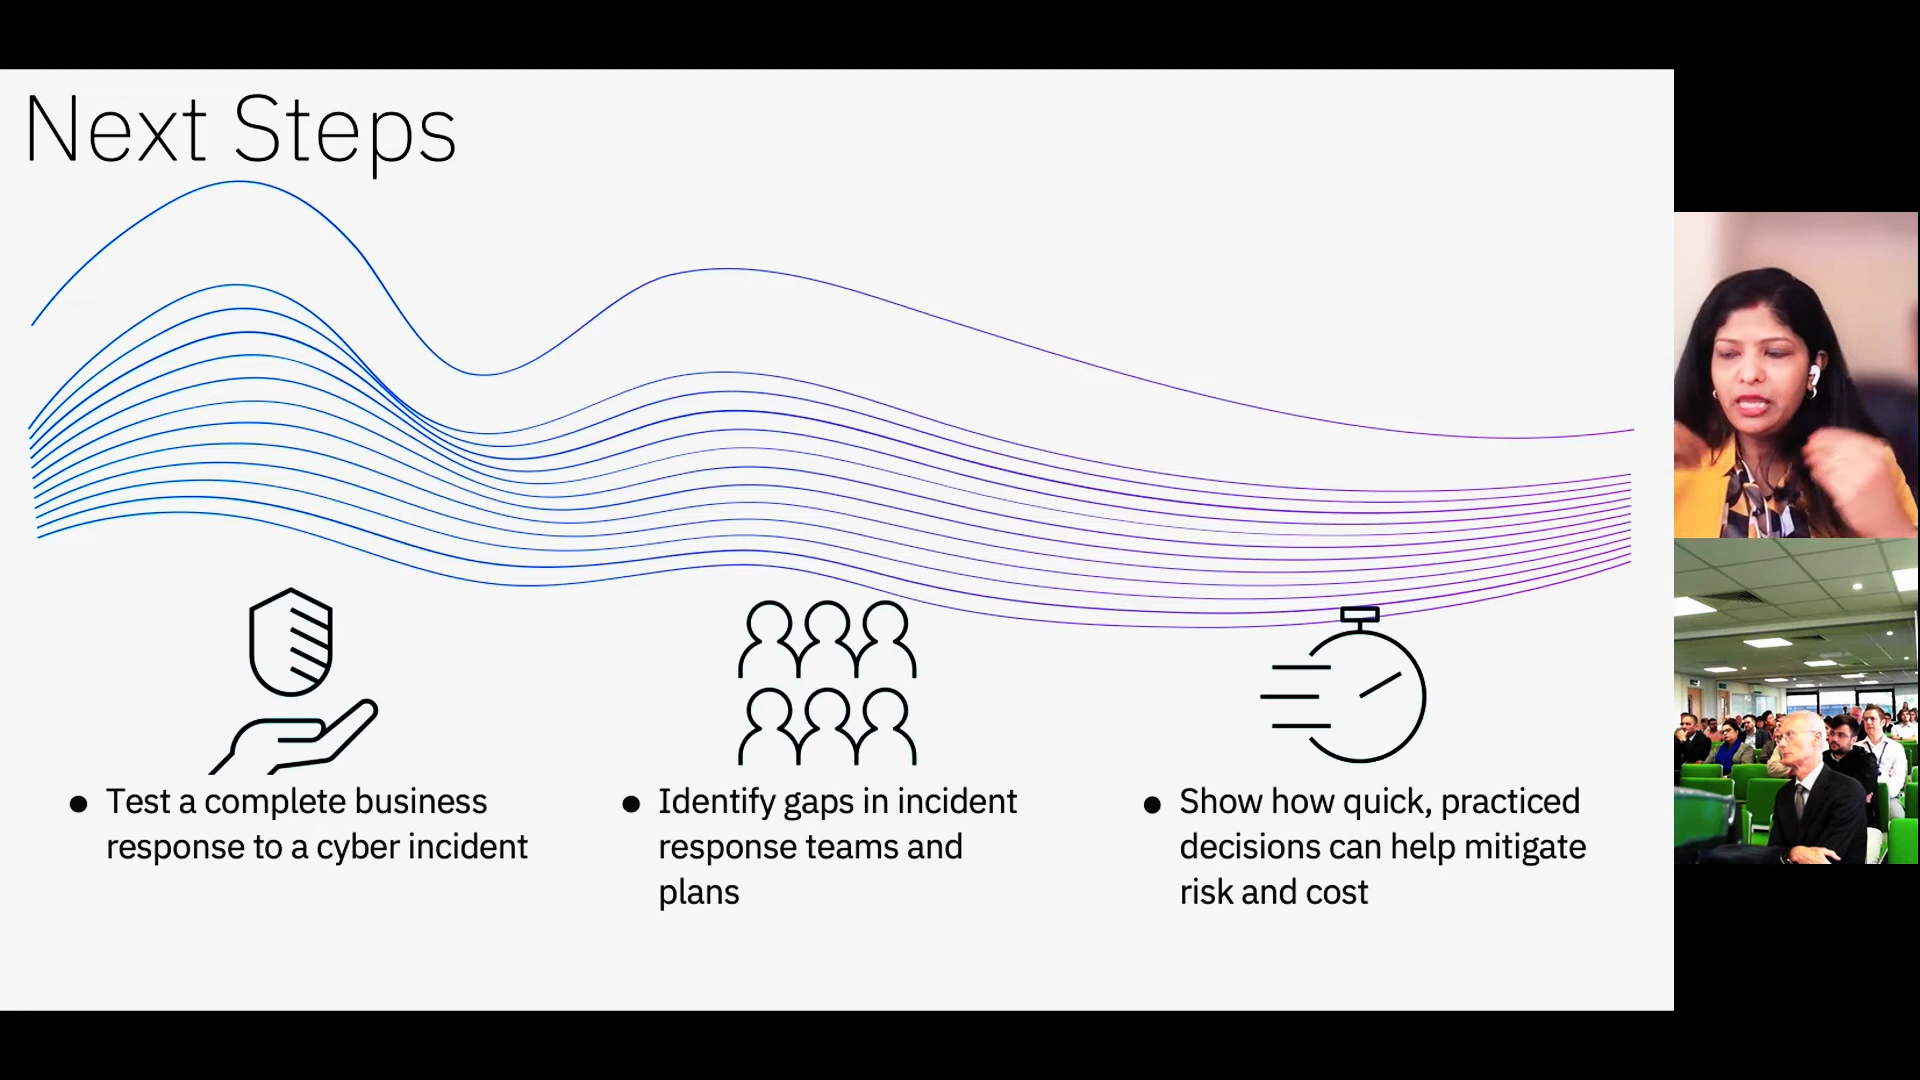 Next Steps
Test a complete business
response to a cyber incident
Identify gaps in incident
response teams and
plans
Show how quick, practiced
decisions can help mitigate
risk and cost